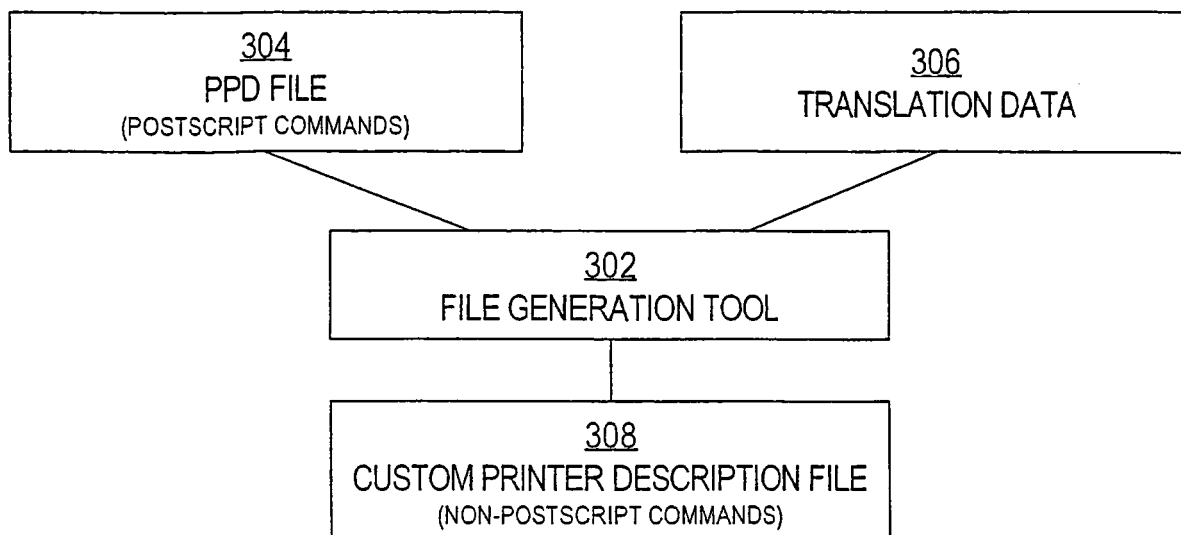 304
PPD FILE
(POSTSCRIPT COMMANDS)
306
TRANSLATION DATA
302
FILE GENERATION TOOL
308
CUSTOM PRINTER DESCRIPTION FILE
(NON-POSTSCRIPT COMMANDS)